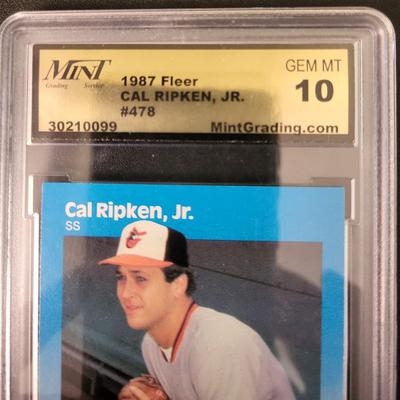 MINT
Grading Service
1987 Fleer
CAL RIPKEN, JR.
#478
GEM MT
10
30210099
MintGrading.com
Cal Ripken, Jr.
SS